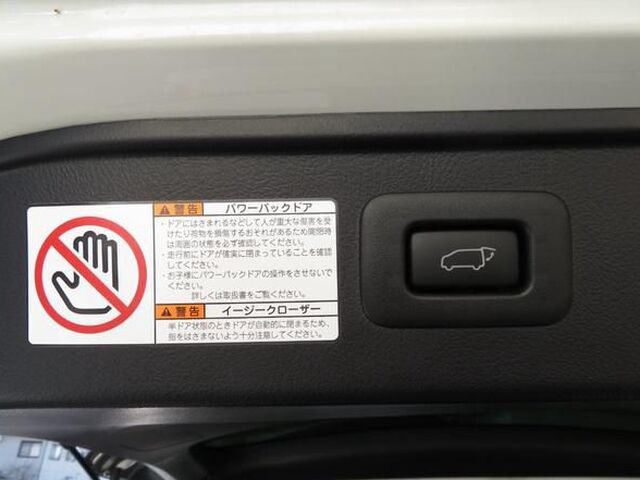 警告 パワーバックドア
・ドアにはさまれるなどして人が重大な傷害を受
けたり荷物を損傷するおそれがあるため開閉時
は周囲の状態を必ず確認してください。
・走行前にドアが確実に閉まっていることを確認
してください。
・お子様にパワーバックドアの操作をさせないで
ください。
詳しくは取扱書をご覧ください。
警告 イージークローザー
半ドア状態のときドアが自動的に閉まるため、
指をはさまないよう十分注意してください。